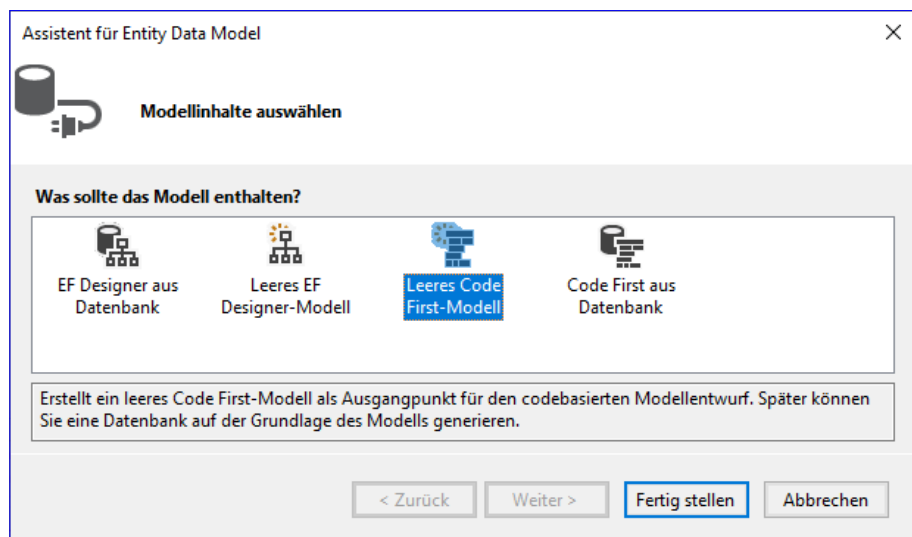 Assistent für Entity Data Model
Modellinhalte auswählen
Was sollte das Modell enthalten?
EF Designer aus
Datenbank
Leeres EF
Designer-Modell
Leeres Code
First-Modell
Code First aus
Datenbank
Erstellt ein leeres Code First-Modell als Ausgangpunkt für den codebasierten Modellentwurf. Später können
Sie eine Datenbank auf der Grundlage des Modells generieren.
< Zurück
Weiter >
Fertig stellen
Abbrechen